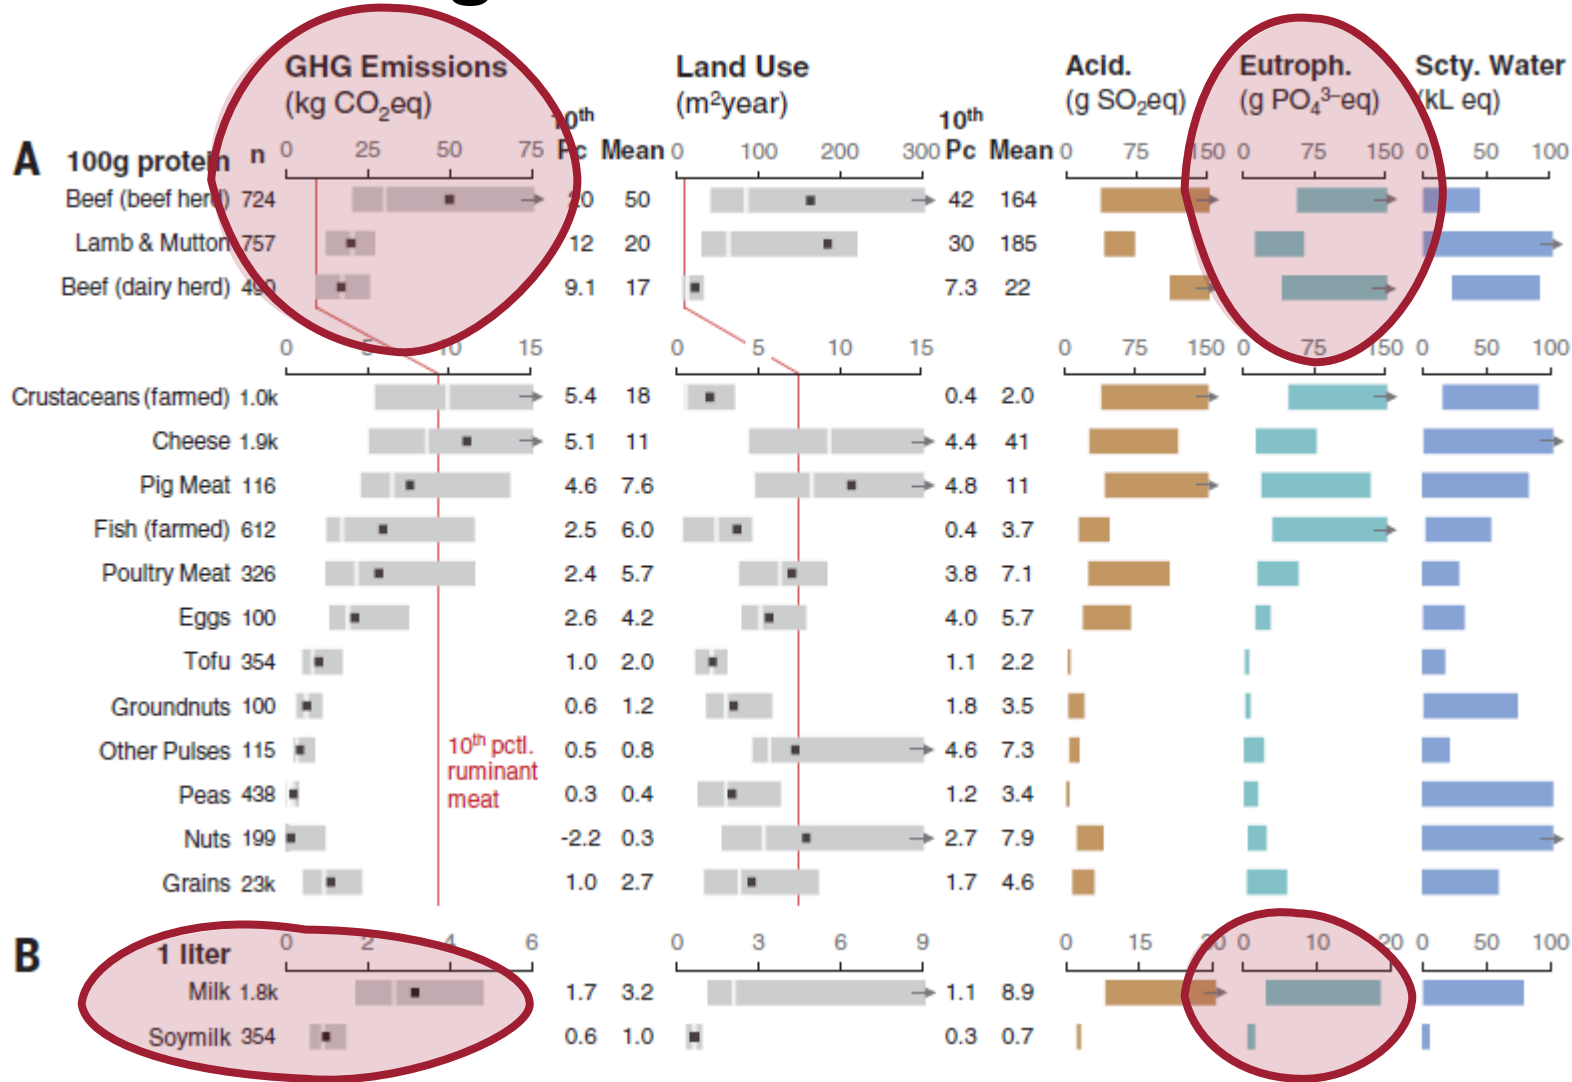 GHG Emissions Land Use Acid. Eutroph. Scty. Water
(kg CO₂eq) (m²year) (g SO₂eq) (g PO₄³⁻eq) (kL eq)
10th 10th
A 100g protein n 0 25 50 75 Pc Mean 0 100 200 300 Pc Mean 0 75 150 0 75 150 0 50 100
Beef (beef herd) 724 20 50 42 164
Lamb & Mutton 757 12 20 30 185
Beef (dairy herd) 490 9.1 17 7.3 22
0 5 10 15 0 5 10 15 0 75 150 0 75 150 0 50 100
Crustaceans (farmed) 1.0k 5.4 18 0.4 2.0
Cheese 1.9k 5.1 11 4.4 41
Pig Meat 116 4.6 7.6 4.8 11
Fish (farmed) 612 2.5 6.0 0.4 3.7
Poultry Meat 326 2.4 5.7 3.8 7.1
Eggs 100 2.6 4.2 4.0 5.7
Tofu 354 1.0 2.0 1.1 2.2
Groundnuts 100 0.6 1.2 1.8 3.5
Other Pulses 115 0.5 0.8 4.6 7.3
Peas 438 0.3 0.4 1.2 3.4
Nuts 199 -2.2 0.3 2.7 7.9
Grains 23k 1.0 2.7 1.7 4.6
10th pctl.
ruminant
meat
B 1 liter 0 2 4 6 0 3 6 9 0 15 30 0 10 20 0 50 100
Milk 1.8k 1.7 3.2 1.1 8.9
Soymilk 354 0.6 1.0 0.3 0.7